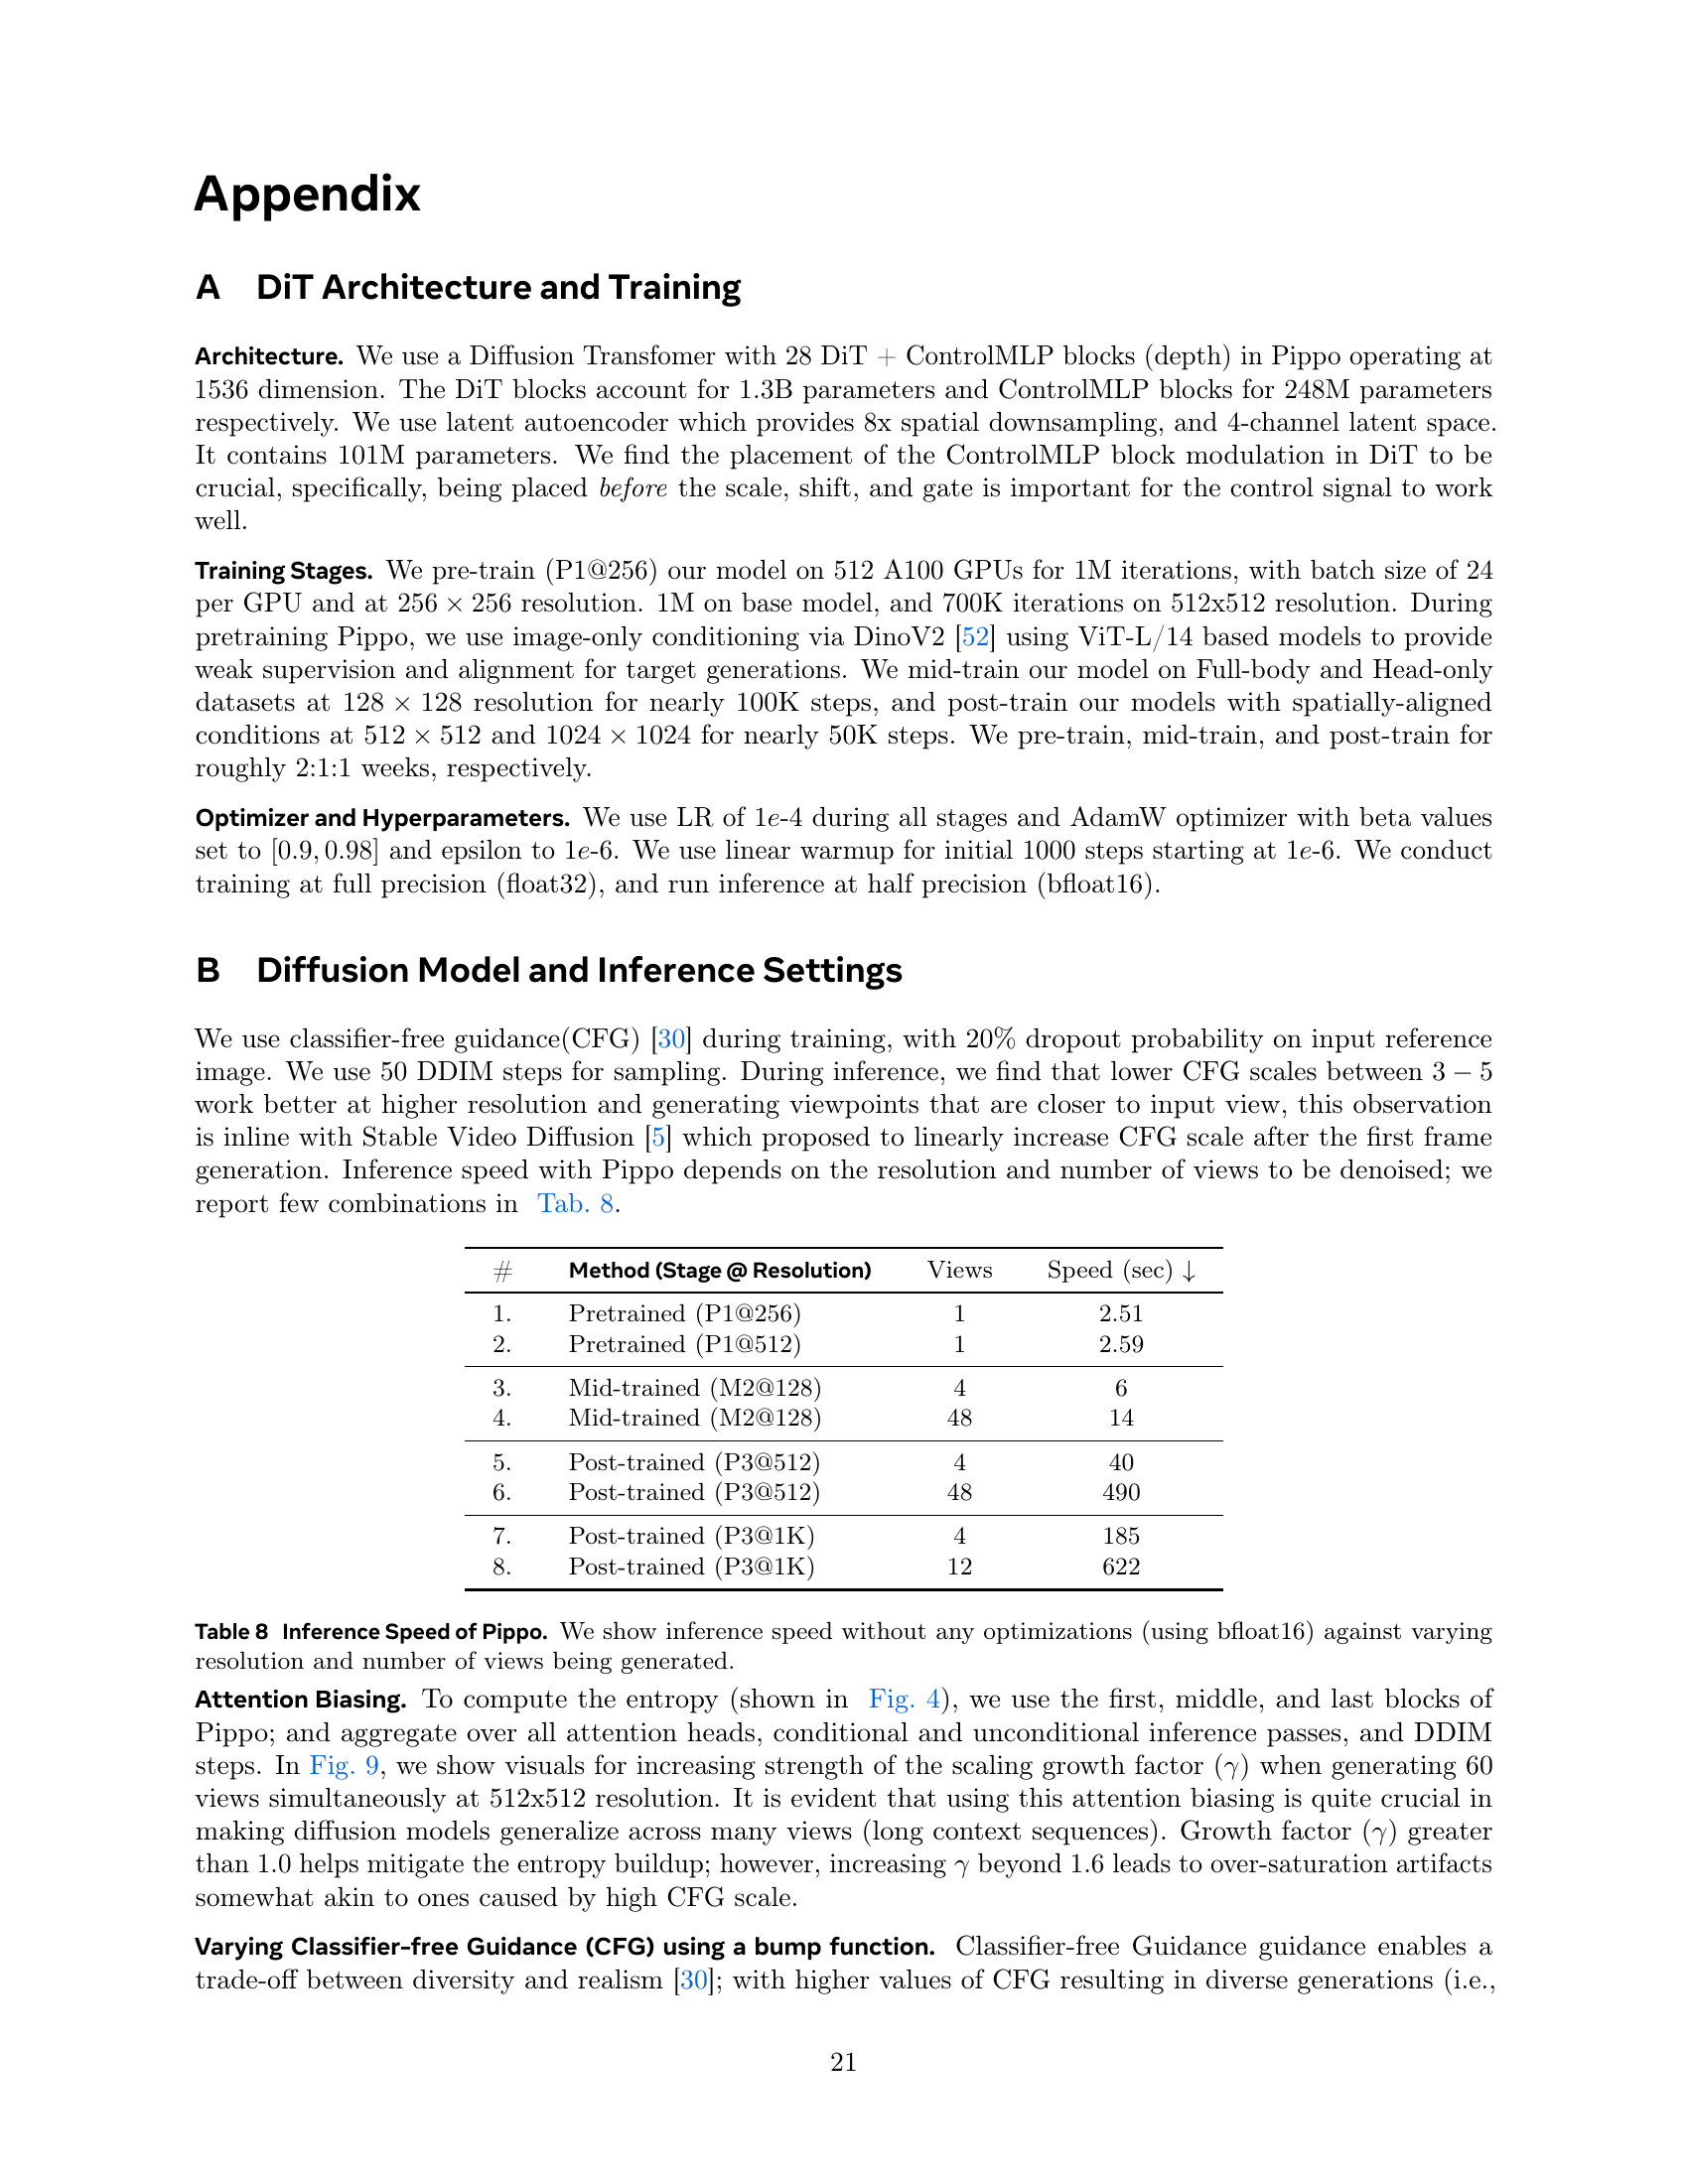 Appendix
A DiT Architecture and Training
Architecture. We use a Diffusion Transfomer with 28 DiT + ControlMLP blocks (depth) in Pippo operating at
1536 dimension. The DiT blocks account for 1.3B parameters and ControlMLP blocks for 248M parameters
respectively. We use latent autoencoder which provides 8x spatial downsampling, and 4-channel latent space.
It contains 101M parameters. We find the placement of the ControlMLP block modulation in DiT to be
crucial, specifically, being placed before the scale, shift, and gate is important for the control signal to work
well.
Training Stages. We pre-train (P1@256) our model on 512 A100 GPUs for 1M iterations, with batch size of 24
per GPU and at 256 × 256 resolution. 1M on base model, and 700K iterations on 512x512 resolution. During
pretraining Pippo, we use image-only conditioning via DinoV2 [52] using ViT-L/14 based models to provide
weak supervision and alignment for target generations. We mid-train our model on Full-body and Head-only
datasets at 128 × 128 resolution for nearly 100K steps, and post-train our models with spatially-aligned
conditions at 512 × 512 and 1024 × 1024 for nearly 50K steps. We pre-train, mid-train, and post-train for
roughly 2:1:1 weeks, respectively.
Optimizer and Hyperparameters. We use LR of 1e-4 during all stages and AdamW optimizer with beta values
set to [0.9, 0.98] and epsilon to 1e-6. We use linear warmup for initial 1000 steps starting at 1e-6. We conduct
training at full precision (float32), and run inference at half precision (bfloat16).
B Diffusion Model and Inference Settings
We use classifier-free guidance(CFG) [30] during training, with 20% dropout probability on input reference
image. We use 50 DDIM steps for sampling. During inference, we find that lower CFG scales between 3 − 5
work better at higher resolution and generating viewpoints that are closer to input view, this observation
is inline with Stable Video Diffusion [5] which proposed to linearly increase CFG scale after the first frame
generation. Inference speed with Pippo depends on the resolution and number of views to be denoised; we
report few combinations in Tab. 8.
# Method (Stage @ Resolution) Views Speed (sec) ↓
1. Pretrained (P1@256) 1 2.51
2. Pretrained (P1@512) 1 2.59
3. Mid-trained (M2@128) 4 6
4. Mid-trained (M2@128) 48 14
5. Post-trained (P3@512) 4 40
6. Post-trained (P3@512) 48 490
7. Post-trained (P3@1K) 4 185
8. Post-trained (P3@1K) 12 622
Table 8 Inference Speed of Pippo. We show inference speed without any optimizations (using bfloat16) against varying
resolution and number of views being generated.
Attention Biasing. To compute the entropy (shown in Fig. 4), we use the first, middle, and last blocks of
Pippo; and aggregate over all attention heads, conditional and unconditional inference passes, and DDIM
steps. In Fig. 9, we show visuals for increasing strength of the scaling growth factor (γ) when generating 60
views simultaneously at 512x512 resolution. It is evident that using this attention biasing is quite crucial in
making diffusion models generalize across many views (long context sequences). Growth factor (γ) greater
than 1.0 helps mitigate the entropy buildup; however, increasing γ beyond 1.6 leads to over-saturation artifacts
somewhat akin to ones caused by high CFG scale.
Varying Classifier-free Guidance (CFG) using a bump function. Classifier-free Guidance guidance enables a
trade-off between diversity and realism [30]; with higher values of CFG resulting in diverse generations (i.e.,
21